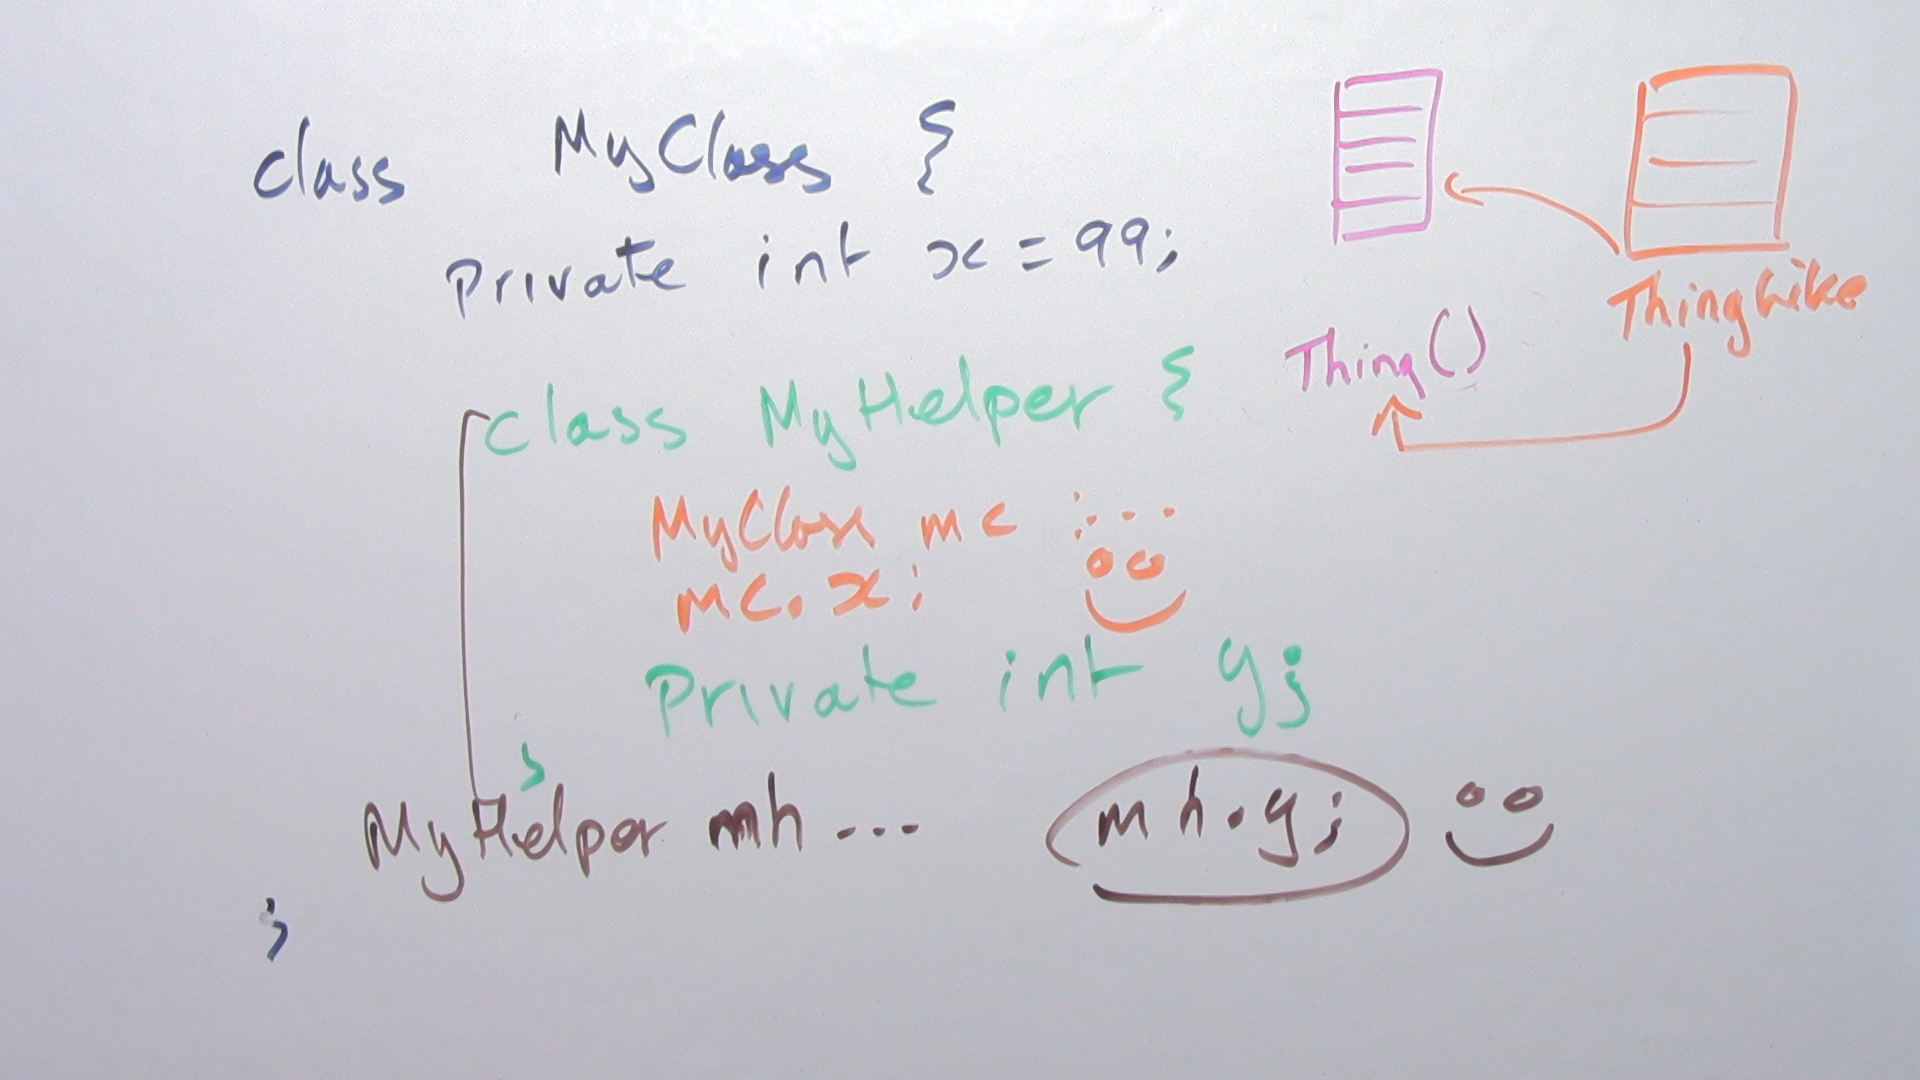 class MyClass {
private int x = 99;
class MyHelper {
MyClass mc ...
mc.x;
private int y;
}
MyHelper mh ... mh.y;
}
ThingLike
Thing()